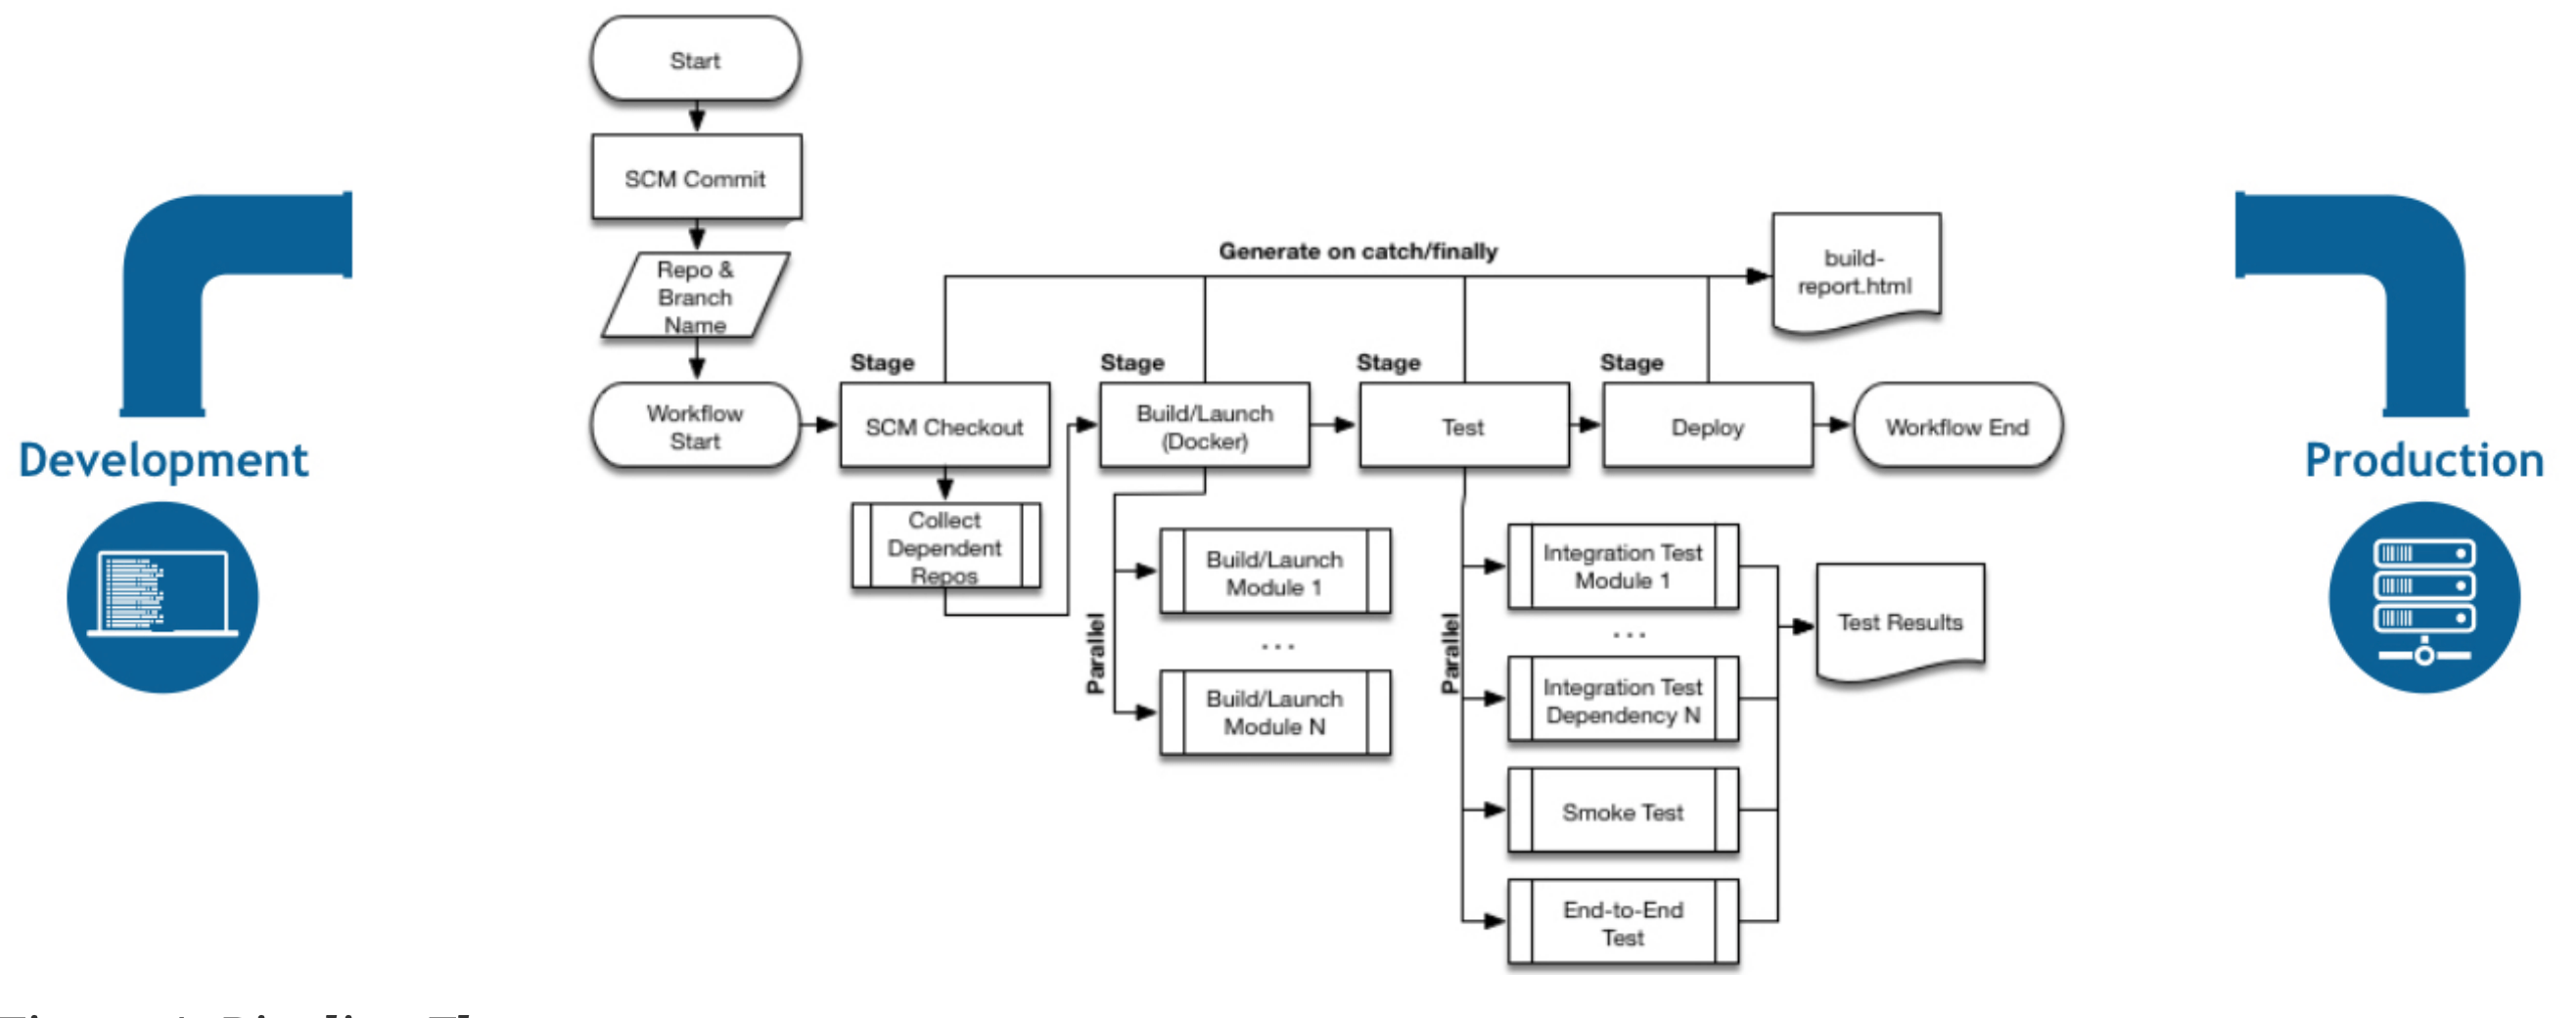 Start
SCM Commit
Repo &
Branch
Name
Workflow
Start
Generate on catch/finally
build-
report.html
Stage
SCM Checkout
Collect
Dependent
Repos
Stage
Build/Launch
(Docker)
Parallel
Build/Launch
Module 1
...
Build/Launch
Module N
Stage
Test
Parallel
Integration Test
Module 1
...
Integration Test
Dependency N
Smoke Test
End-to-End
Test
Test Results
Stage
Deploy
Workflow End
Development
Production